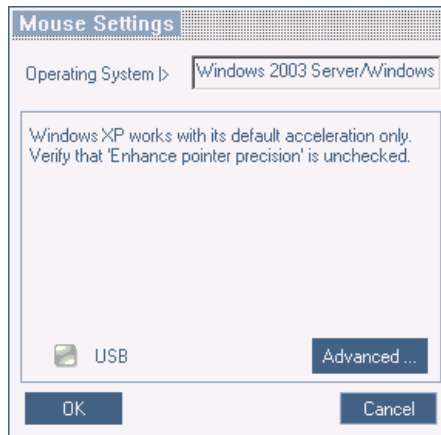 Mouse Settings
Operating System |> Windows 2003 Server/Windows
Windows XP works with its default acceleration only.
Verify that 'Enhance pointer precision' is unchecked.
USB
Advanced ...
OK
Cancel